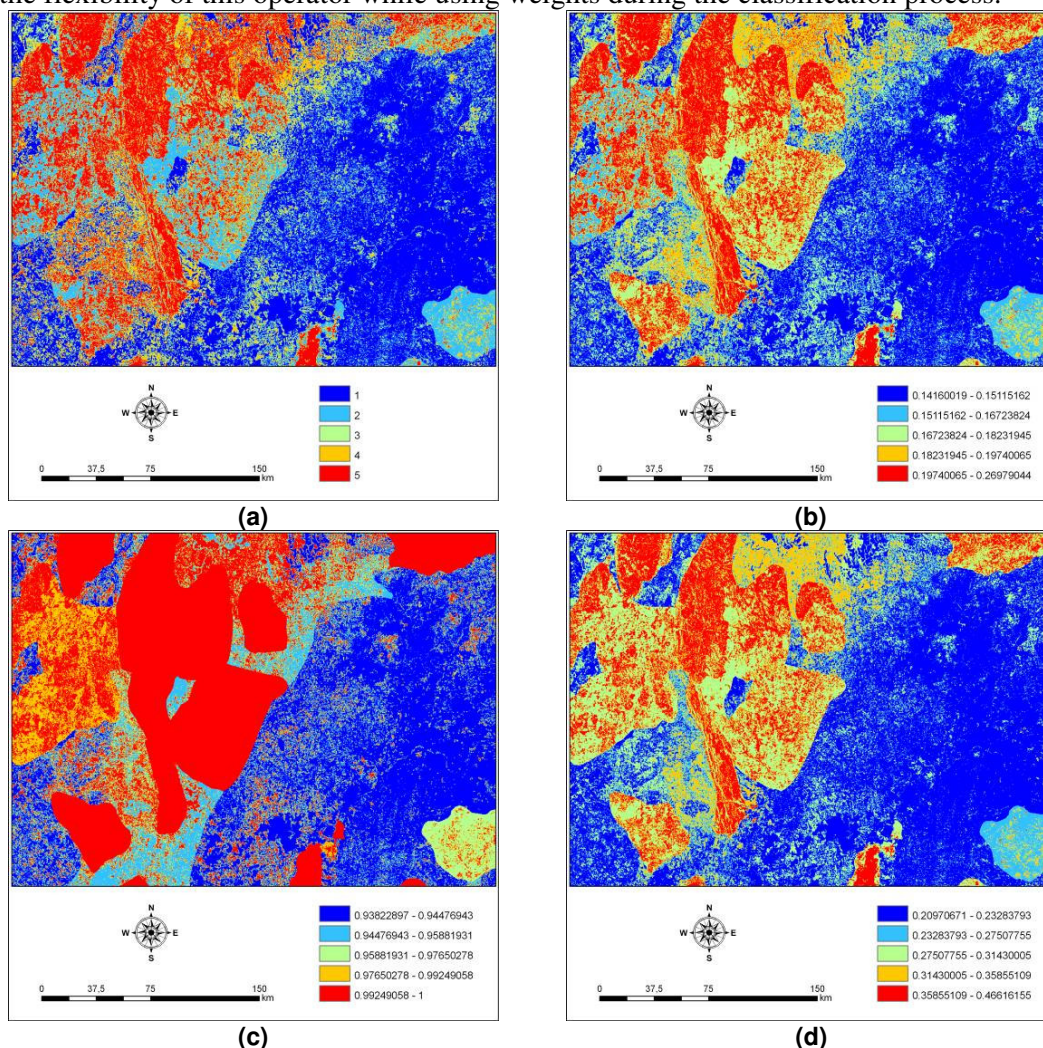 the flexibility of this operator while using weights during the classification process.
N
W E
S
0 37,5 75 150
km
1
2
3
4
5
(a)
N
W E
S
0 37,5 75 150
km
0.14160019 - 0.15115162
0.15115162 - 0.16723824
0.16723824 - 0.18231945
0.18231945 - 0.19740065
0.19740065 - 0.26979044
(b)
N
W E
S
0 37,5 75 150
km
0.93822897 - 0.94476943
0.94476943 - 0.95881931
0.95881931 - 0.97650278
0.97650278 - 0.99249058
0.99249058 - 1
(c)
N
W E
S
0 37,5 75 150
km
0.20970671 - 0.23283793
0.23283793 - 0.27507755
0.27507755 - 0.31430005
0.31430005 - 0.35855109
0.35855109 - 0.46616155
(d)